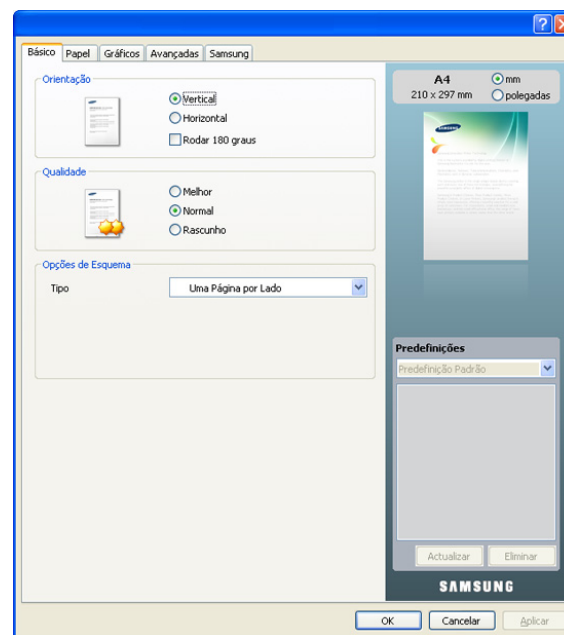 Básico Papel Gráficos Avançadas Samsung
Orientação
Vertical
Horizontal
Rodar 180 graus
Qualidade
Melhor
Normal
Rascunho
Opções de Esquema
Tipo Uma Página por Lado
A4 mm
210 x 297 mm polegadas
SAMSUNG
Predefinições
Predefinição Padrão
Actualizar Eliminar
SAMSUNG
OK Cancelar Aplicar